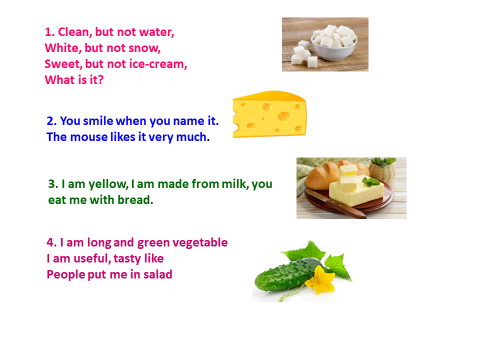 1. Clean, but not water,
White, but not snow,
Sweet, but not ice-cream,
What is it?
2. You smile when you name it.
The mouse likes it very much.
3. I am yellow, I am made from milk, you
eat me with bread.
4. I am long and green vegetable
I am useful, tasty like
People put me in salad